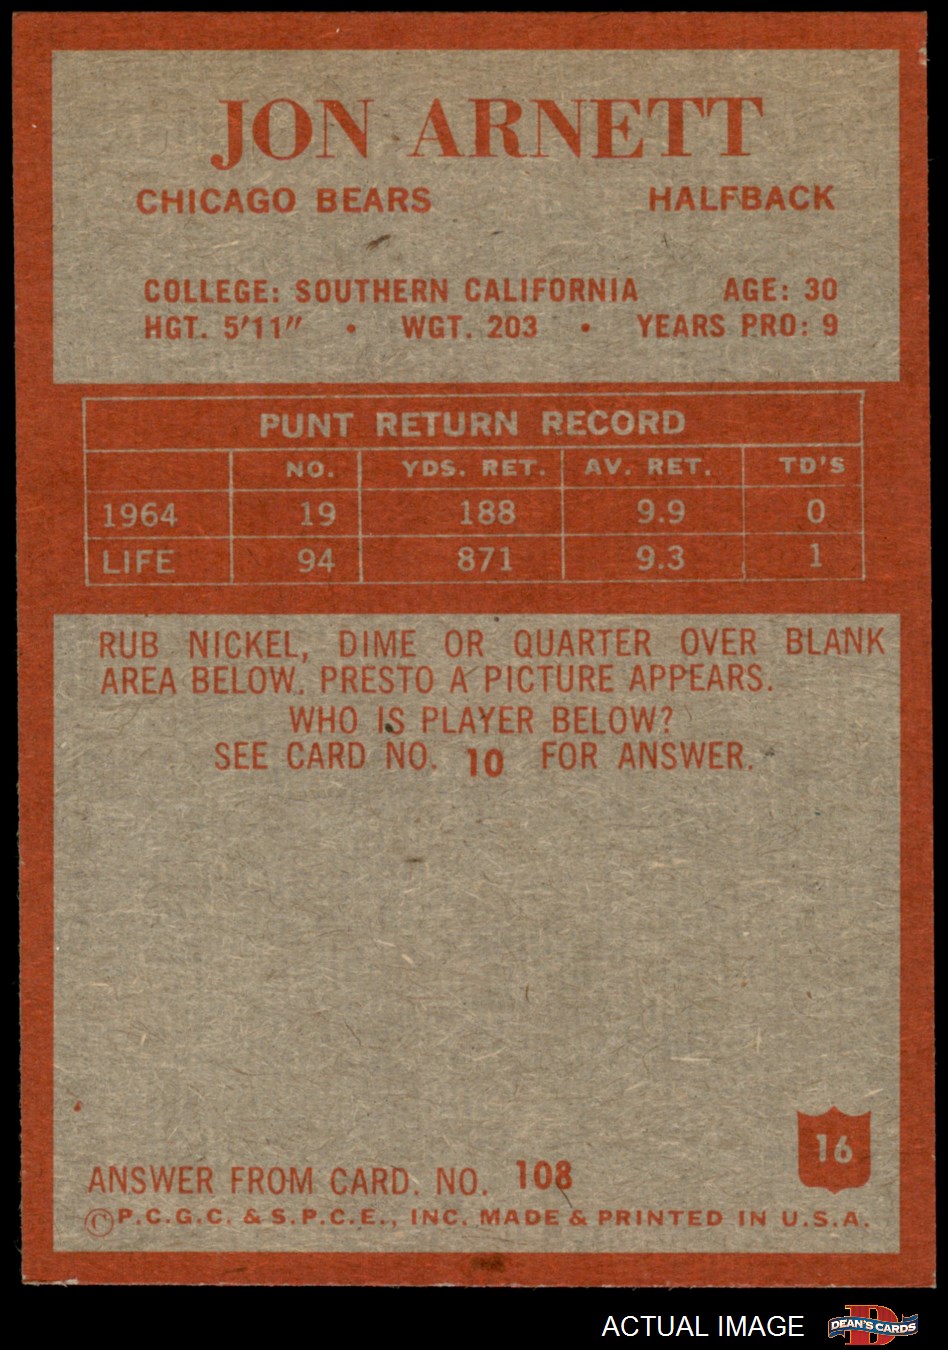 JON ARNETT
CHICAGO BEARS HALFBACK
COLLEGE: SOUTHERN CALIFORNIA AGE: 30
HGT. 5'11" • WGT. 203 • YEARS PRO: 9
PUNT RETURN RECORD
NO. YDS. RET. AV. RET. TD'S
1964 19 188 9.9 0
LIFE 94 871 9.3 1
RUB NICKEL, DIME OR QUARTER OVER BLANK
AREA BELOW. PRESTO A PICTURE APPEARS.
WHO IS PLAYER BELOW?
SEE CARD NO. 10 FOR ANSWER.
16
ANSWER FROM CARD. NO. 108
©P.C.G.C. & S.P.C.E., INC. MADE & PRINTED IN U.S.A.
ACTUAL IMAGE DEAN'S CARDS